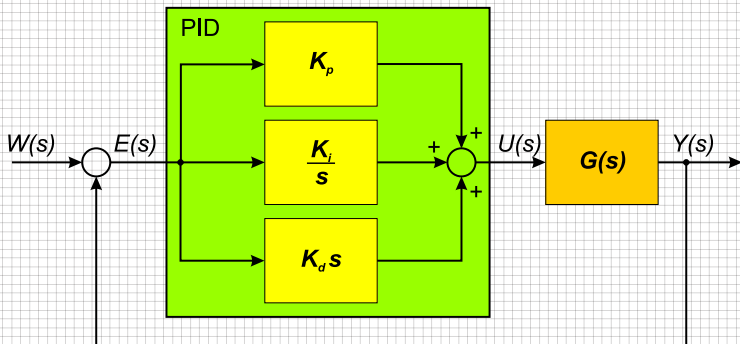 PID
K_p
+
W(s)
E(s)
K_i
s
+
U(s)
G(s)
Y(s)
+
K_d s